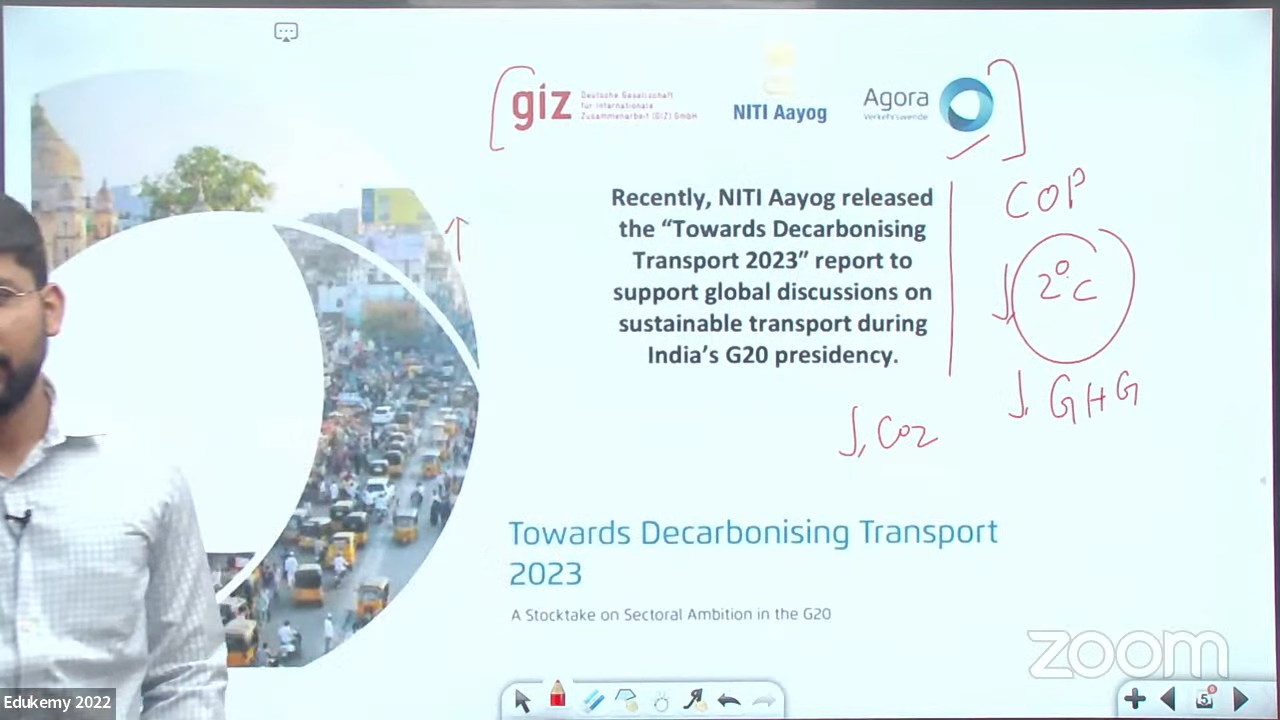 giz
Deutsche Gesellschaft
für Internationale
Zusammenarbeit (GIZ) GmbH
NITI Aayog
Agora
Verkehrswende
Recently, NITI Aayog released
the “Towards Decarbonising
Transport 2023” report to
support global discussions on
sustainable transport during
India’s G20 presidency.
COP
2°C
↓ GHG
↓ CO2
Towards Decarbonising Transport
2023
A Stocktake on Sectoral Ambition in the G20
zoom
Edukemy 2022
5